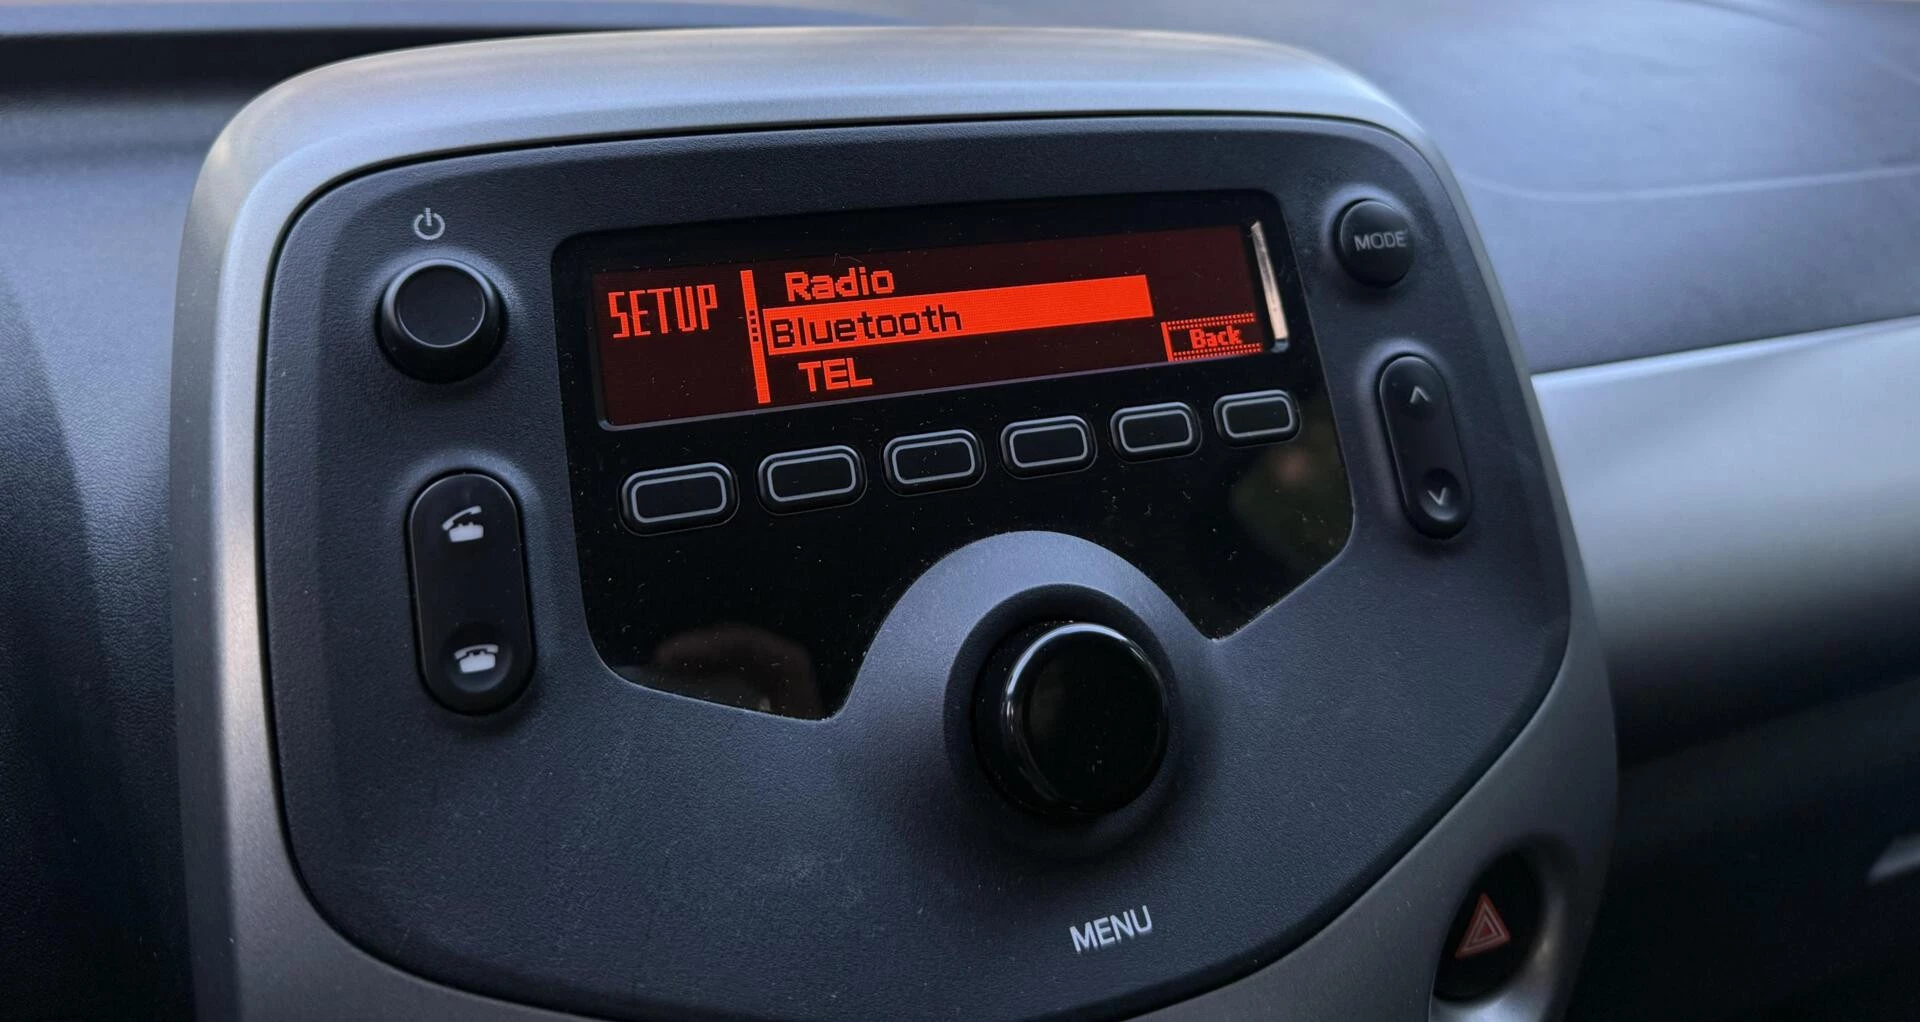 SETUP
Radio
Bluetooth
TEL
Back
MODE
MENU